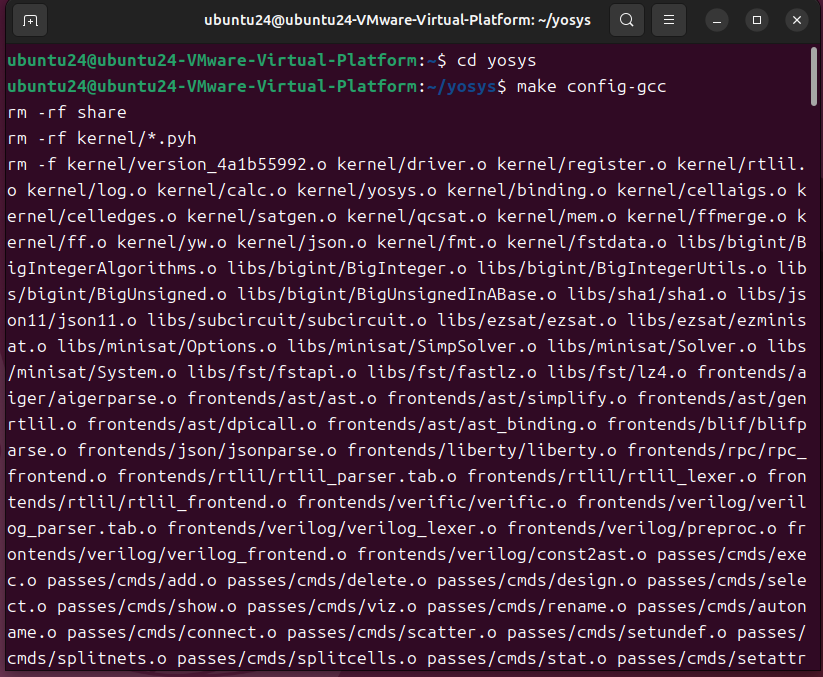 ubuntu24@ubuntu24-VMware-Virtual-Platform: ~/yosys
ubuntu24@ubuntu24-VMware-Virtual-Platform:~$ cd yosys
ubuntu24@ubuntu24-VMware-Virtual-Platform:~/yosys$ make config-gcc
rm -rf share
rm -rf kernel/*.pyh
rm -f kernel/version_4a1b55992.o kernel/driver.o kernel/register.o kernel/rtlil.
o kernel/log.o kernel/calc.o kernel/yosys.o kernel/binding.o kernel/cellaigs.o k
ernel/celledges.o kernel/satgen.o kernel/qcsat.o kernel/mem.o kernel/ffmerge.o k
ernel/ff.o kernel/yw.o kernel/json.o kernel/fmt.o kernel/fstdata.o libs/bigint/B
igIntegerAlgorithms.o libs/bigint/BigInteger.o libs/bigint/BigIntegerUtils.o lib
s/bigint/BigUnsigned.o libs/bigint/BigUnsignedInABase.o libs/sha1/sha1.o libs/js
on11/json11.o libs/subcircuit/subcircuit.o libs/ezsat/ezsat.o libs/ezsat/ezminis
at.o libs/minisat/Options.o libs/minisat/SimpSolver.o libs/minisat/Solver.o libs
/minisat/System.o libs/fst/fstapi.o libs/fst/fastlz.o libs/fst/lz4.o frontends/a
iger/aigerparse.o frontends/ast/ast.o frontends/ast/simplify.o frontends/ast/gen
rtlil.o frontends/ast/dpicall.o frontends/ast/ast_binding.o frontends/blif/blifp
arse.o frontends/json/jsonparse.o frontends/liberty/liberty.o frontends/rpc/rpc_
frontend.o frontends/rtlil/rtlil_parser.tab.o frontends/rtlil/rtlil_lexer.o fron
tends/rtlil/rtlil_frontend.o frontends/verific/verific.o frontends/verilog/veril
og_parser.tab.o frontends/verilog/verilog_lexer.o frontends/verilog/preproc.o fr
ontends/verilog/verilog_frontend.o frontends/verilog/const2ast.o passes/cmds/exe
c.o passes/cmds/add.o passes/cmds/delete.o passes/cmds/design.o passes/cmds/sele
ct.o passes/cmds/show.o passes/cmds/viz.o passes/cmds/rename.o passes/cmds/auton
ame.o passes/cmds/connect.o passes/cmds/scatter.o passes/cmds/setundef.o passes/
cmds/splitnets.o passes/cmds/splitcells.o passes/cmds/stat.o passes/cmds/setattr